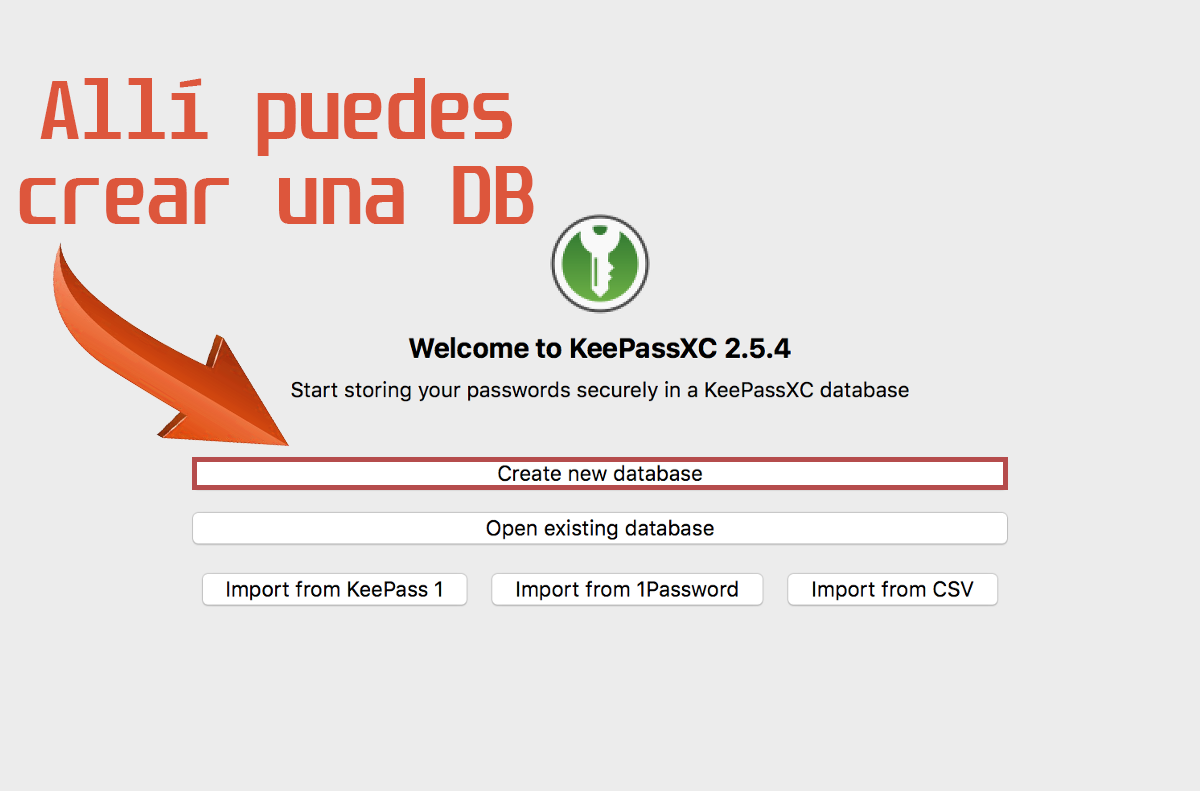 Allí puedes
crear una DB
Welcome to KeePassXC 2.5.4
Start storing your passwords securely in a KeePassXC database
Create new database
Open existing database
Import from KeePass 1
Import from 1Password
Import from CSV